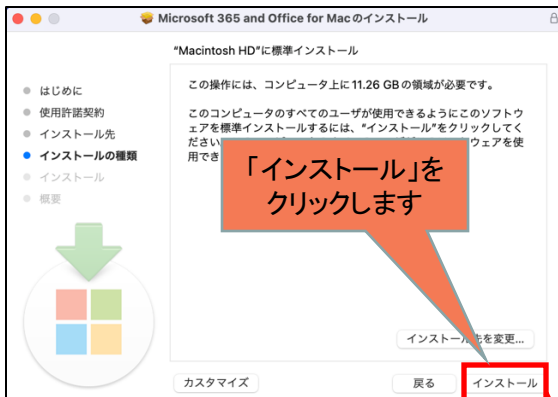 Microsoft 365 and Office for Macのインストール
"Macintosh HD"に標準インストール
はじめに
使用許諾契約
インストール先
インストールの種類
インストール
概要
この操作には、コンピュータ上に11.26 GBの領域が必要です。
このコンピュータのすべてのユーザが使用できるようにこのソフトウ
ェアを標準インストールするには、"インストール"をクリックしてく
ださい
ウェアを使
用でき
「インストール」を
クリックします
インストール先を変更...
カスタマイズ
戻る
インストール